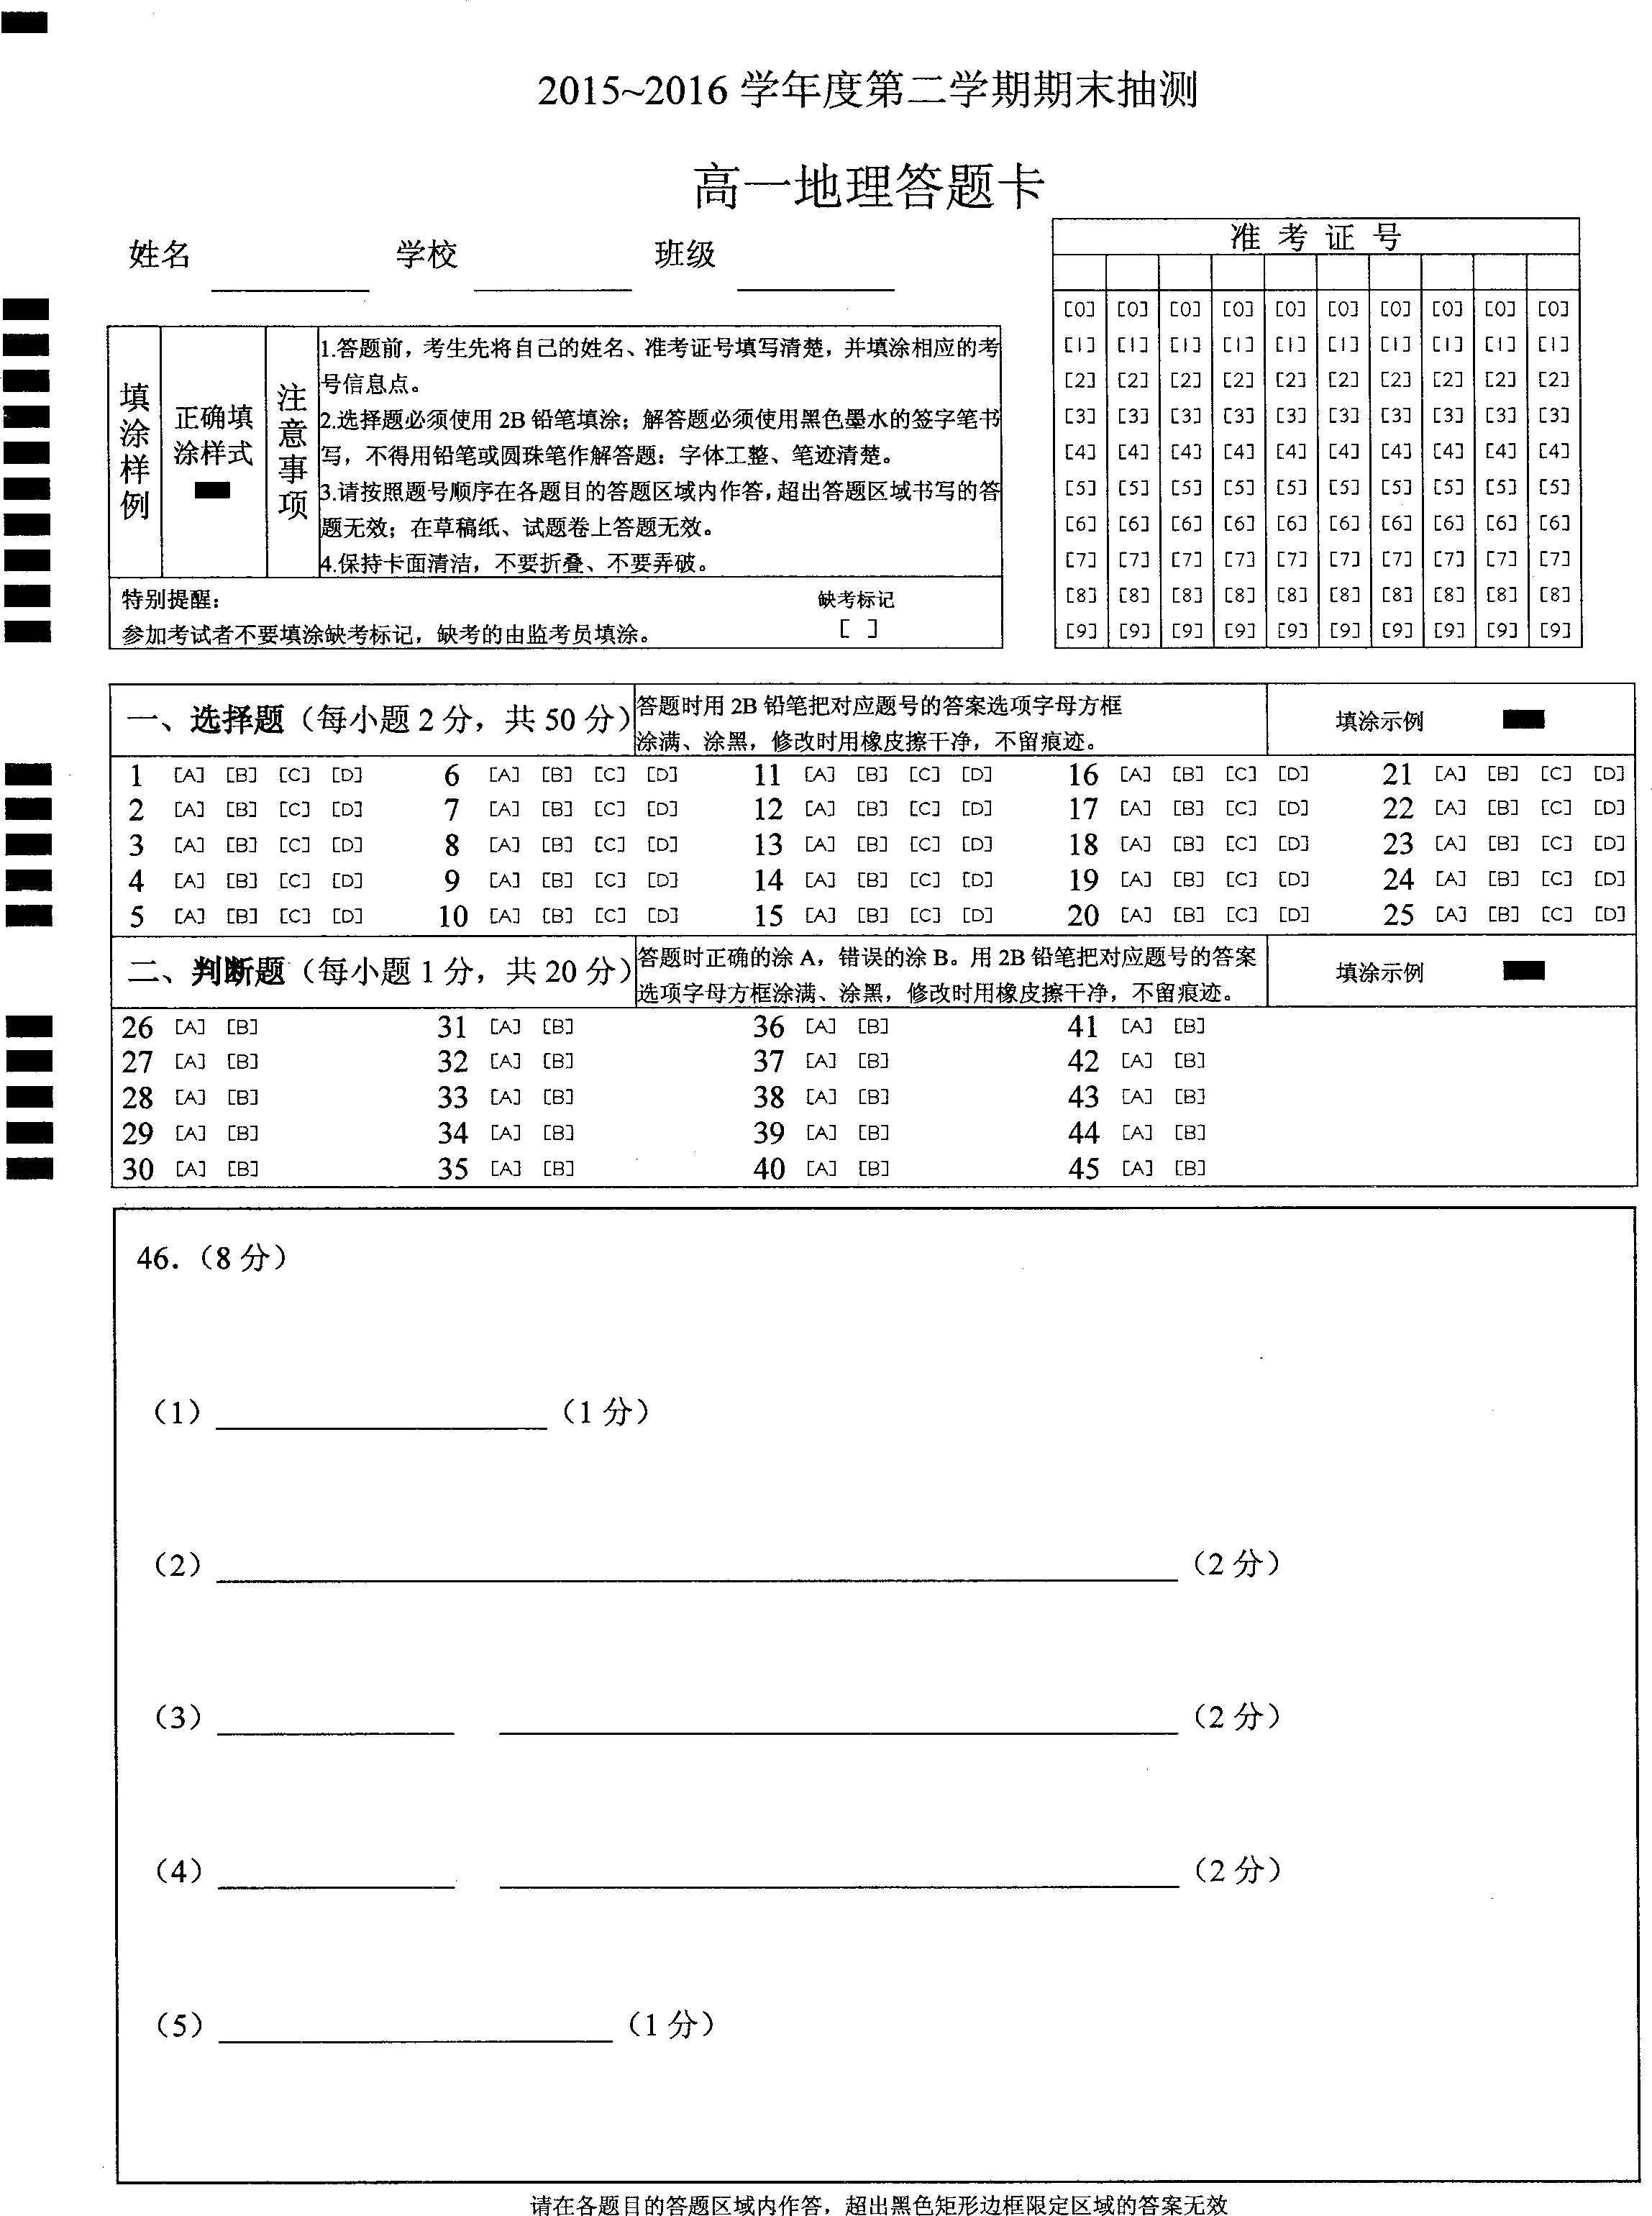 2015~2016 学年度第二学期期末抽测
高一地理答题卡
姓名 学校 班级
准 考 证 号
[0] [0] [0] [0] [0] [0] [0] [0] [0] [0]
[1] [1] [1] [1] [1] [1] [1] [1] [1] [1]
[2] [2] [2] [2] [2] [2] [2] [2] [2] [2]
[3] [3] [3] [3] [3] [3] [3] [3] [3] [3]
[4] [4] [4] [4] [4] [4] [4] [4] [4] [4]
[5] [5] [5] [5] [5] [5] [5] [5] [5] [5]
[6] [6] [6] [6] [6] [6] [6] [6] [6] [6]
[7] [7] [7] [7] [7] [7] [7] [7] [7] [7]
[8] [8] [8] [8] [8] [8] [8] [8] [8] [8]
[9] [9] [9] [9] [9] [9] [9] [9] [9] [9]
填涂样例
正确填
涂样式
注意事项
1.答题前，考生先将自己的姓名、准考证号填写清楚，并填涂相应的考
号信息点。
2.选择题必须使用 2B 铅笔填涂；解答题必须使用黑色墨水的签字笔书
写，不得用铅笔或圆珠笔作解答题：字体工整、笔迹清楚。
3.请按照题号顺序在各题目的答题区域内作答，超出答题区域书写的答
题无效；在草稿纸、试题卷上答题无效。
4.保持卡面清洁，不要折叠、不要弄破。
特别提醒： 缺考标记
参加考试者不要填涂缺考标记，缺考的由监考员填涂。 [ ]
一、选择题（每小题 2 分，共 50 分）
答题时用 2B 铅笔把对应题号的答案选项字母方框
涂满、涂黑，修改时用橡皮擦干净，不留痕迹。
填涂示例
1 [A] [B] [C] [D] 6 [A] [B] [C] [D] 11 [A] [B] [C] [D] 16 [A] [B] [C] [D] 21 [A] [B] [C] [D]
2 [A] [B] [C] [D] 7 [A] [B] [C] [D] 12 [A] [B] [C] [D] 17 [A] [B] [C] [D] 22 [A] [B] [C] [D]
3 [A] [B] [C] [D] 8 [A] [B] [C] [D] 13 [A] [B] [C] [D] 18 [A] [B] [C] [D] 23 [A] [B] [C] [D]
4 [A] [B] [C] [D] 9 [A] [B] [C] [D] 14 [A] [B] [C] [D] 19 [A] [B] [C] [D] 24 [A] [B] [C] [D]
5 [A] [B] [C] [D] 10 [A] [B] [C] [D] 15 [A] [B] [C] [D] 20 [A] [B] [C] [D] 25 [A] [B] [C] [D]
二、判断题（每小题 1 分，共 20 分）
答题时正确的涂 A，错误的涂 B。用 2B 铅笔把对应题号的答案
选项字母方框涂满、涂黑，修改时用橡皮擦干净，不留痕迹。
填涂示例
26 [A] [B] 31 [A] [B] 36 [A] [B] 41 [A] [B]
27 [A] [B] 32 [A] [B] 37 [A] [B] 42 [A] [B]
28 [A] [B] 33 [A] [B] 38 [A] [B] 43 [A] [B]
29 [A] [B] 34 [A] [B] 39 [A] [B] 44 [A] [B]
30 [A] [B] 35 [A] [B] 40 [A] [B] 45 [A] [B]
46.（8 分）
（1） （1 分）
（2） （2 分）
（3） （2 分）
（4） （2 分）
（5） （1 分）
请在各题目的答题区域内作答，超出黑色矩形边框限定区域的答案无效